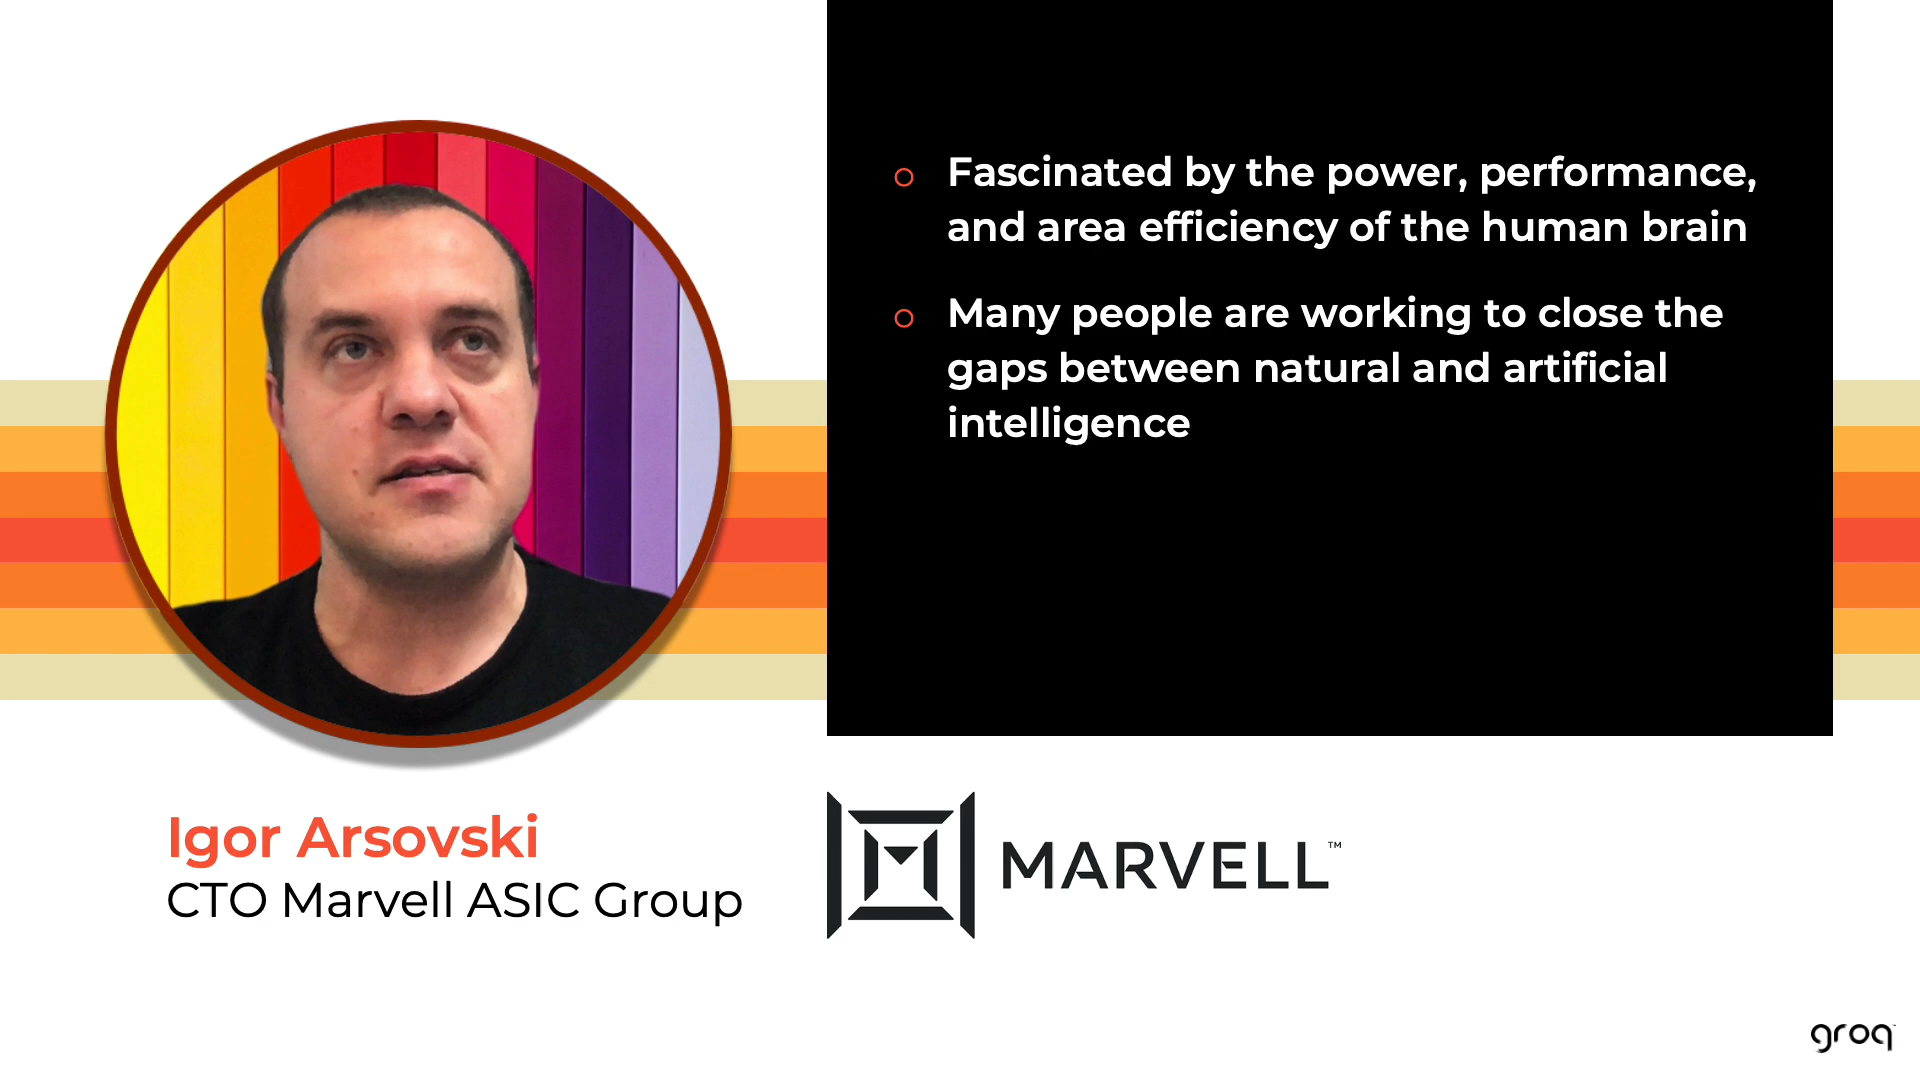 Fascinated by the power, performance,
and area efficiency of the human brain
Many people are working to close the
gaps between natural and artificial
intelligence
Igor Arsovski
CTO Marvell ASIC Group
MARVELL™
groq™